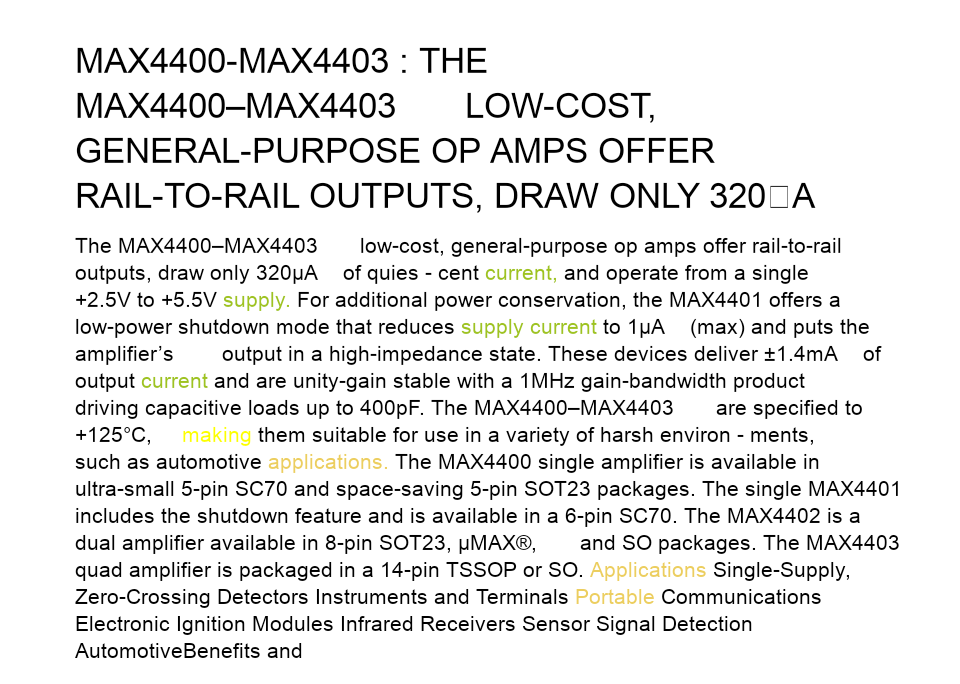 MAX4400-MAX4403 : THE
MAX4400–MAX4403 LOW-COST,
GENERAL-PURPOSE OP AMPS OFFER
RAIL-TO-RAIL OUTPUTS, DRAW ONLY 320□A
The MAX4400–MAX4403 low-cost, general-purpose op amps offer rail-to-rail
outputs, draw only 320µA of quies - cent current, and operate from a single
+2.5V to +5.5V supply. For additional power conservation, the MAX4401 offers a
low-power shutdown mode that reduces supply current to 1µA (max) and puts the
amplifier’s output in a high-impedance state. These devices deliver ±1.4mA of
output current and are unity-gain stable with a 1MHz gain-bandwidth product
driving capacitive loads up to 400pF. The MAX4400–MAX4403 are specified to
+125°C, making them suitable for use in a variety of harsh environ - ments,
such as automotive applications. The MAX4400 single amplifier is available in
ultra-small 5-pin SC70 and space-saving 5-pin SOT23 packages. The single MAX4401
includes the shutdown feature and is available in a 6-pin SC70. The MAX4402 is a
dual amplifier available in 8-pin SOT23, µMAX®, and SO packages. The MAX4403
quad amplifier is packaged in a 14-pin TSSOP or SO. Applications Single-Supply,
Zero-Crossing Detectors Instruments and Terminals Portable Communications
Electronic Ignition Modules Infrared Receivers Sensor Signal Detection
AutomotiveBenefits and